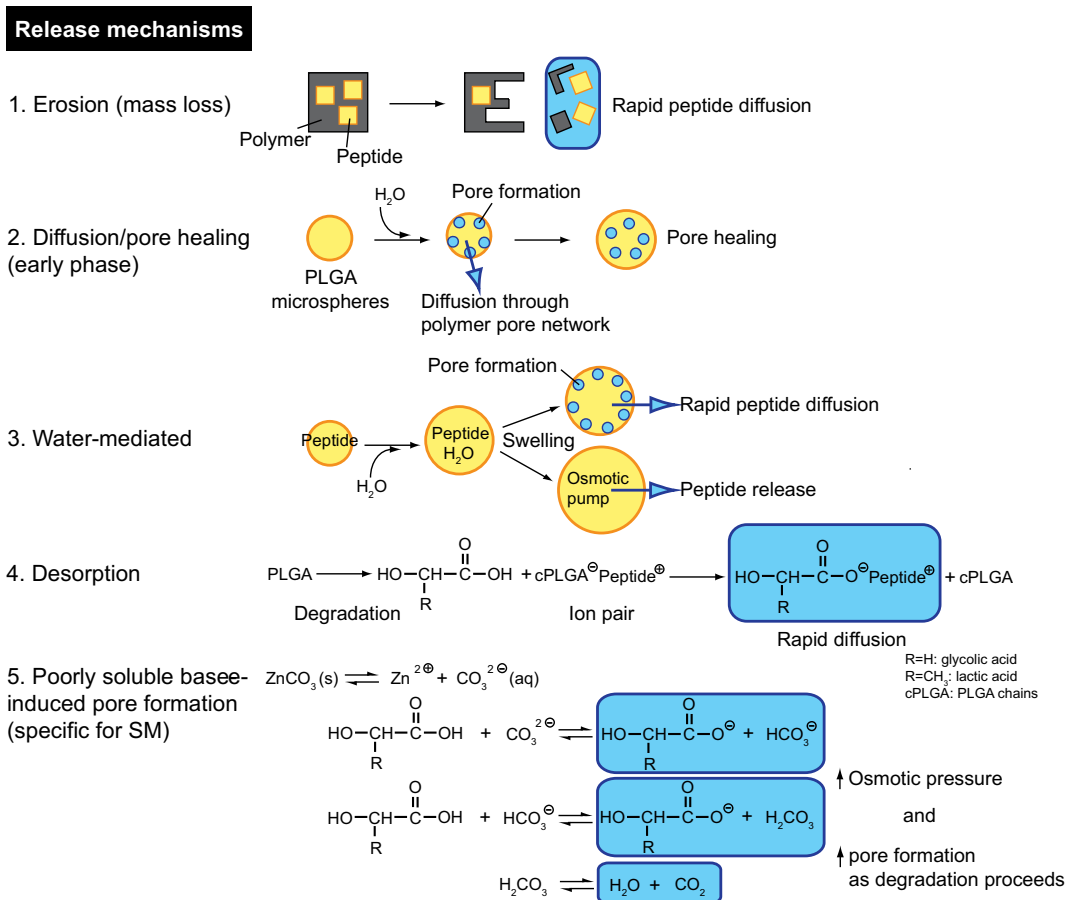 Release mechanisms
1. Erosion (mass loss)
Polymer
Peptide
Rapid peptide diffusion
2. Diffusion/pore healing
(early phase)
PLGA
microspheres
H₂O
Pore formation
Diffusion through
polymer pore network
Pore healing
3. Water-mediated
Peptide
H₂O
Peptide
H₂O
Swelling
Pore formation
Rapid peptide diffusion
Osmotic
pump
Peptide release
4. Desorption
PLGA
Degradation
O
HO—CH—C—OH + cPLGA⊖Peptide⊕
R
Ion pair
O
HO—CH—C—O⊖Peptide⊕ + cPLGA
R
Rapid diffusion
R=H: glycolic acid
R=CH₃: lactic acid
cPLGA: PLGA chains
5. Poorly soluble basee-
induced pore formation
(specific for SM)
ZnCO₃(s) ⇌ Zn²⊕ + CO₃²⊖(aq)
O
HO—CH—C—OH + CO₃²⊖ ⇌
R
O
HO—CH—C—O⊖ + HCO₃⊖
R
O
HO—CH—C—OH + HCO₃⊖ ⇌
R
O
HO—CH—C—O⊖ + H₂CO₃
R
H₂CO₃ ⇌ H₂O + CO₂
↑ Osmotic pressure
and
↑ pore formation
as degradation proceeds